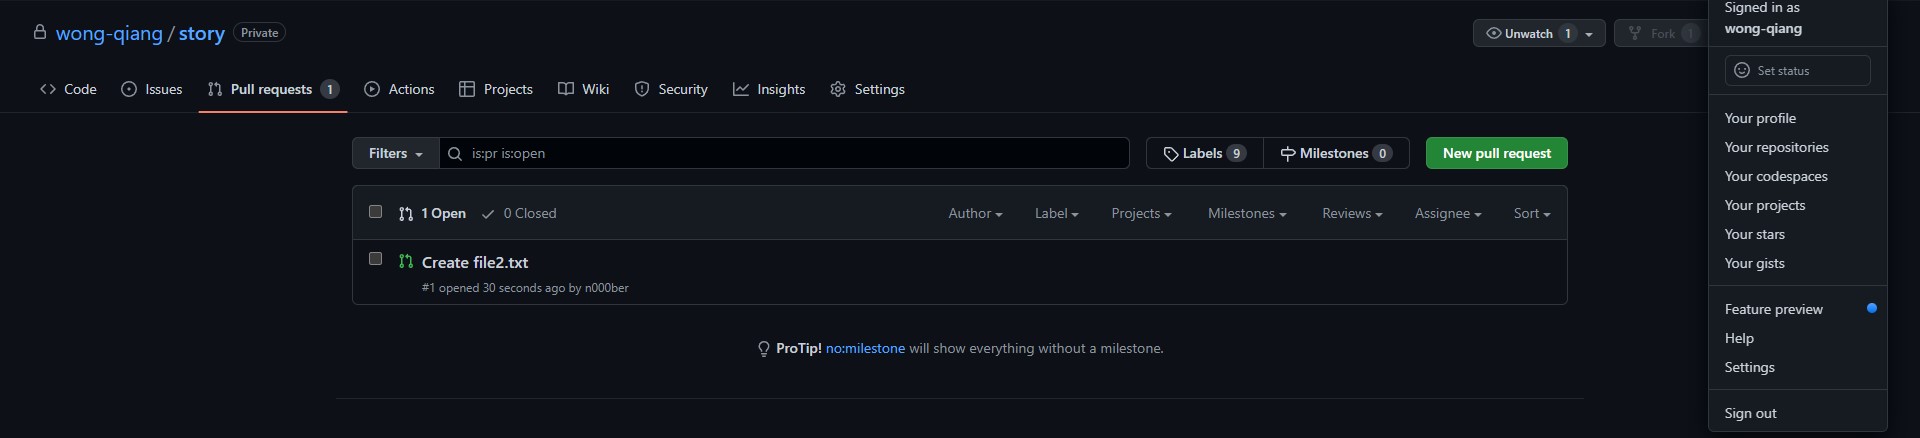 wong-qiang / story Private
Unwatch 1
Fork 1
Code Issues Pull requests 1 Actions Projects Wiki Security Insights Settings
Filters is:pr is:open Labels 9 Milestones 0 New pull request
1 Open 0 Closed Author Label Projects Milestones Reviews Assignee Sort
Create file2.txt
#1 opened 30 seconds ago by n000ber
ProTip! no:milestone will show everything without a milestone.
Signed in as
wong-qiang
Set status
Your profile
Your repositories
Your codespaces
Your projects
Your stars
Your gists
Feature preview
Help
Settings
Sign out